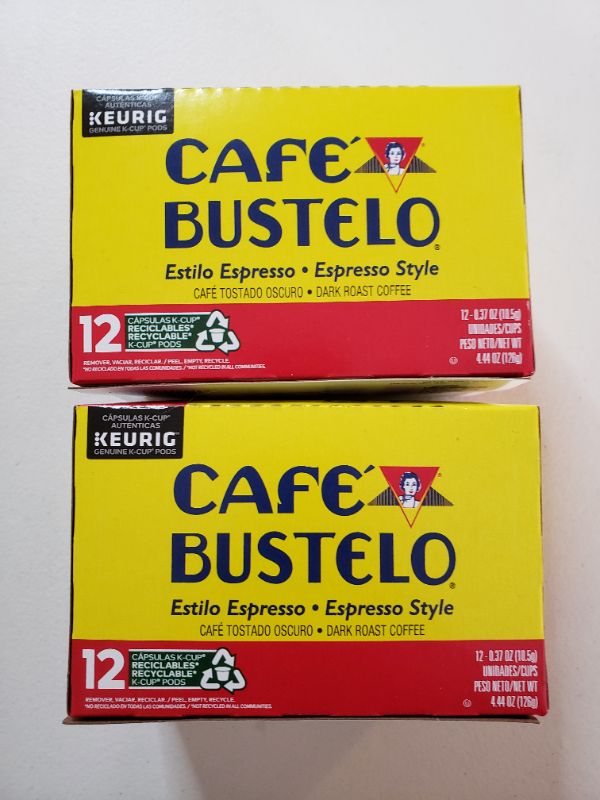 CÁPSULAS K-CUP®
AUTÉNTICAS
KEURIG
GENUINE K-CUP® PODS
CAFÉ
BUSTELO®
Estilo Espresso • Espresso Style
CAFÉ TOSTADO OSCURO • DARK ROAST COFFEE
12
CÁPSULAS K-CUP®
RECICLABLES*
RECYCLABLE*
K-CUP® PODS
REMOVER, VACIAR, RECICLAR. / PEEL, EMPTY, RECYCLE.
*NO RECICLADO EN TODAS LAS COMUNIDADES. / *NOT RECYCLED IN ALL COMMUNITIES.
12 - 0.37 OZ (10.5g)
UNIDADES/CUPS
PESO NETO/NET WT
4.44 OZ (126g)
CÁPSULAS K-CUP®
AUTÉNTICAS
KEURIG
GENUINE K-CUP® PODS
CAFÉ
BUSTELO®
Estilo Espresso • Espresso Style
CAFÉ TOSTADO OSCURO • DARK ROAST COFFEE
12
CÁPSULAS K-CUP®
RECICLABLES*
RECYCLABLE*
K-CUP® PODS
REMOVER, VACIAR, RECICLAR. / PEEL, EMPTY, RECYCLE.
*NO RECICLADO EN TODAS LAS COMUNIDADES. / *NOT RECYCLED IN ALL COMMUNITIES.
12 - 0.37 OZ (10.5g)
UNIDADES/CUPS
PESO NETO/NET WT
4.44 OZ (126g)